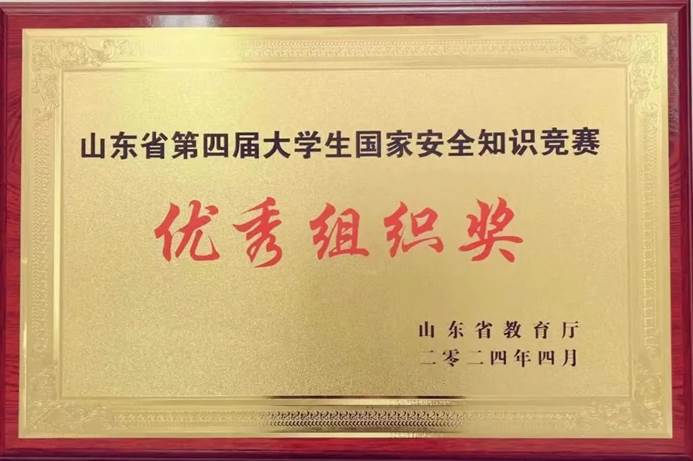 山东省第四届大学生国家安全知识竞赛
优秀组织奖
山东省教育厅
二零二四年四月